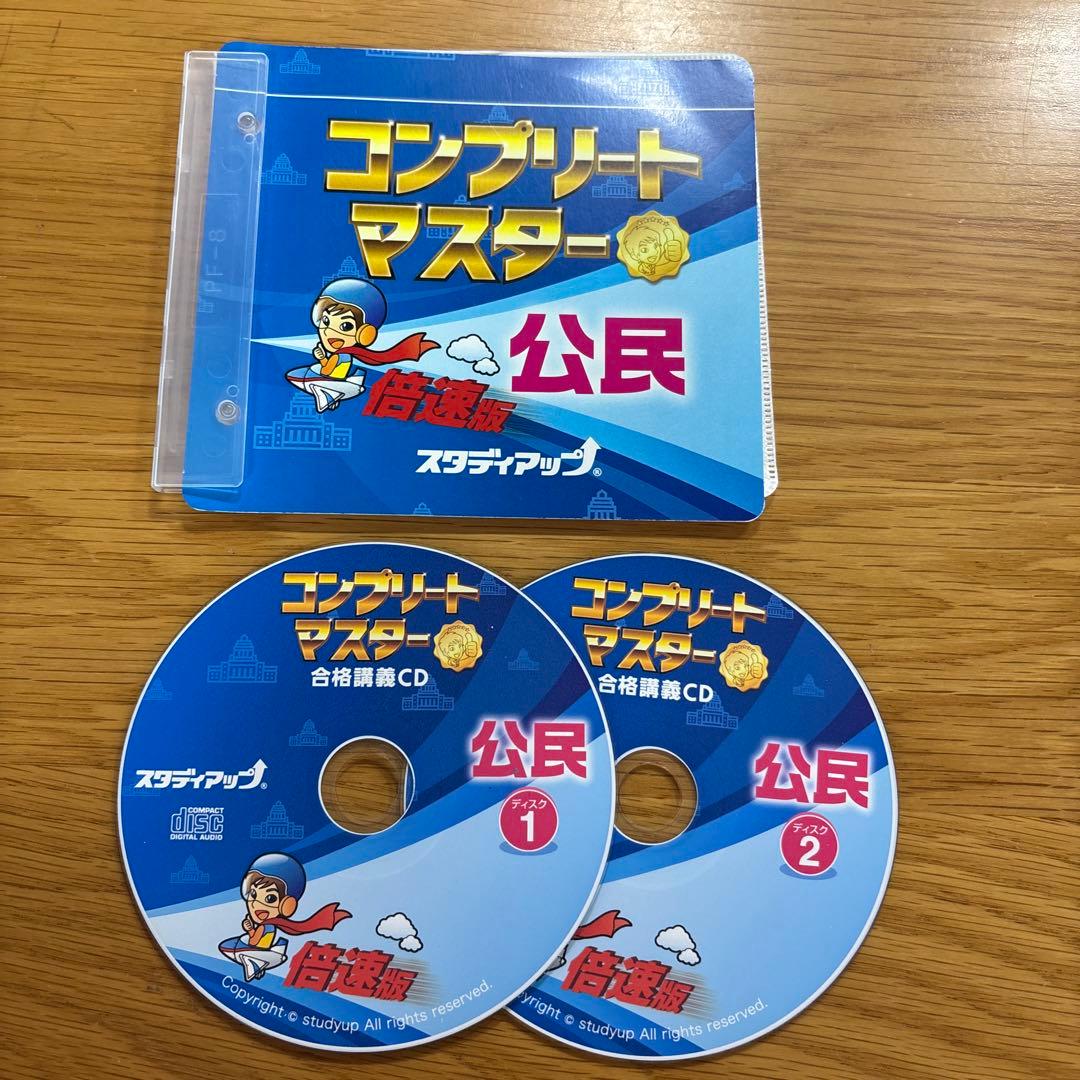 コンプリート
マスター
公民
倍速版
スタディアップ®
PF-8
コンプリート
マスター
合格講義CD
公民
ディスク
1
スタディアップ®
COMPACT
disc
DIGITAL AUDIO
倍速版
Copyright © studyup All rights reserved.
コンプリート
マスター
合格講義CD
公民
ディスク
2
倍速版
pyright © studyup All rights reserved.